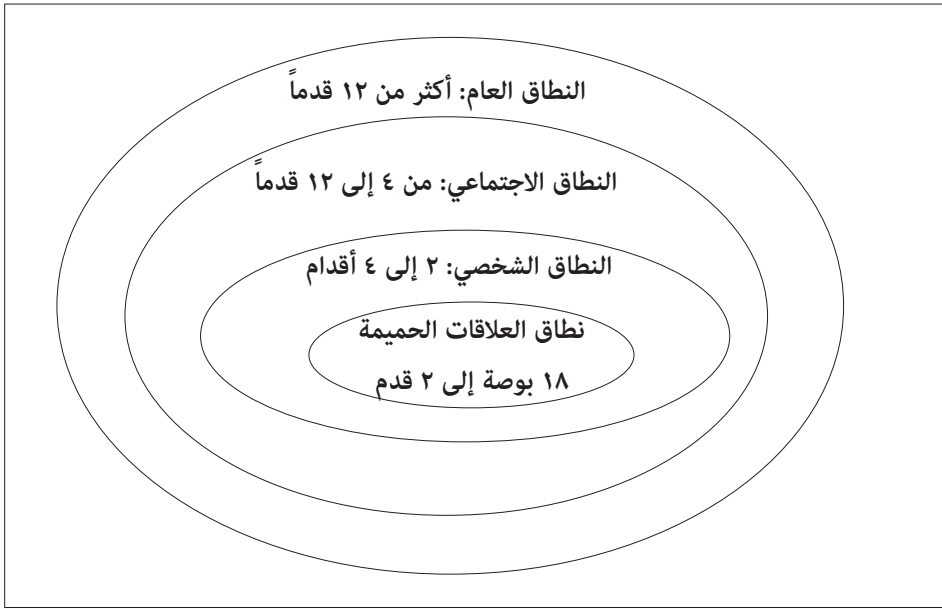 النطاق العام: أكثر من ١٢ قدماً
النطاق الاجتماعي: من ٤ إلى ١٢ قدماً
النطاق الشخصي: ٢ إلى ٤ أقدام
نطاق العلاقات الحميمة
١٨ بوصة إلى ٢ قدم